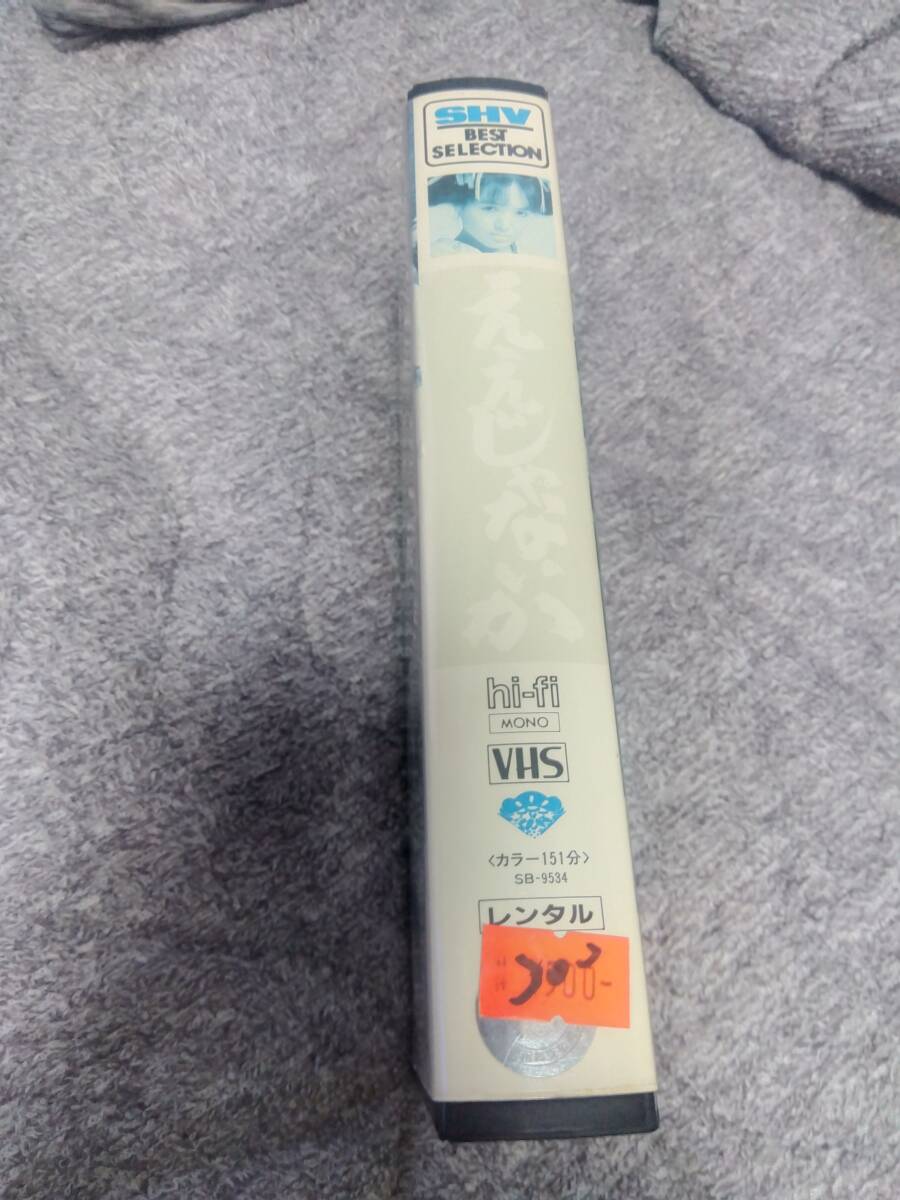 SHV
BEST
SELECTION
ええじゃないか
hi-fi
MONO
VHS
〈カラー151分〉
SB-9534
レンタル